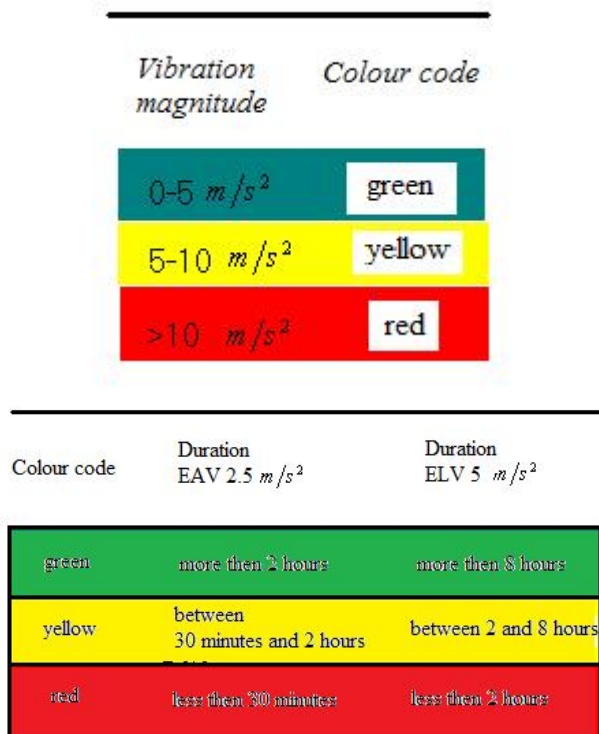 Vibration magnitude Colour code
0-5 m/s² green
5-10 m/s² yellow
>10 m/s² red
Colour code Duration EAV 2.5 m/s² Duration ELV 5 m/s²
green more then 2 hours more then 8 hours
yellow between 30 minutes and 2 hours between 2 and 8 hours
red less then 30 minutes less then 2 hours